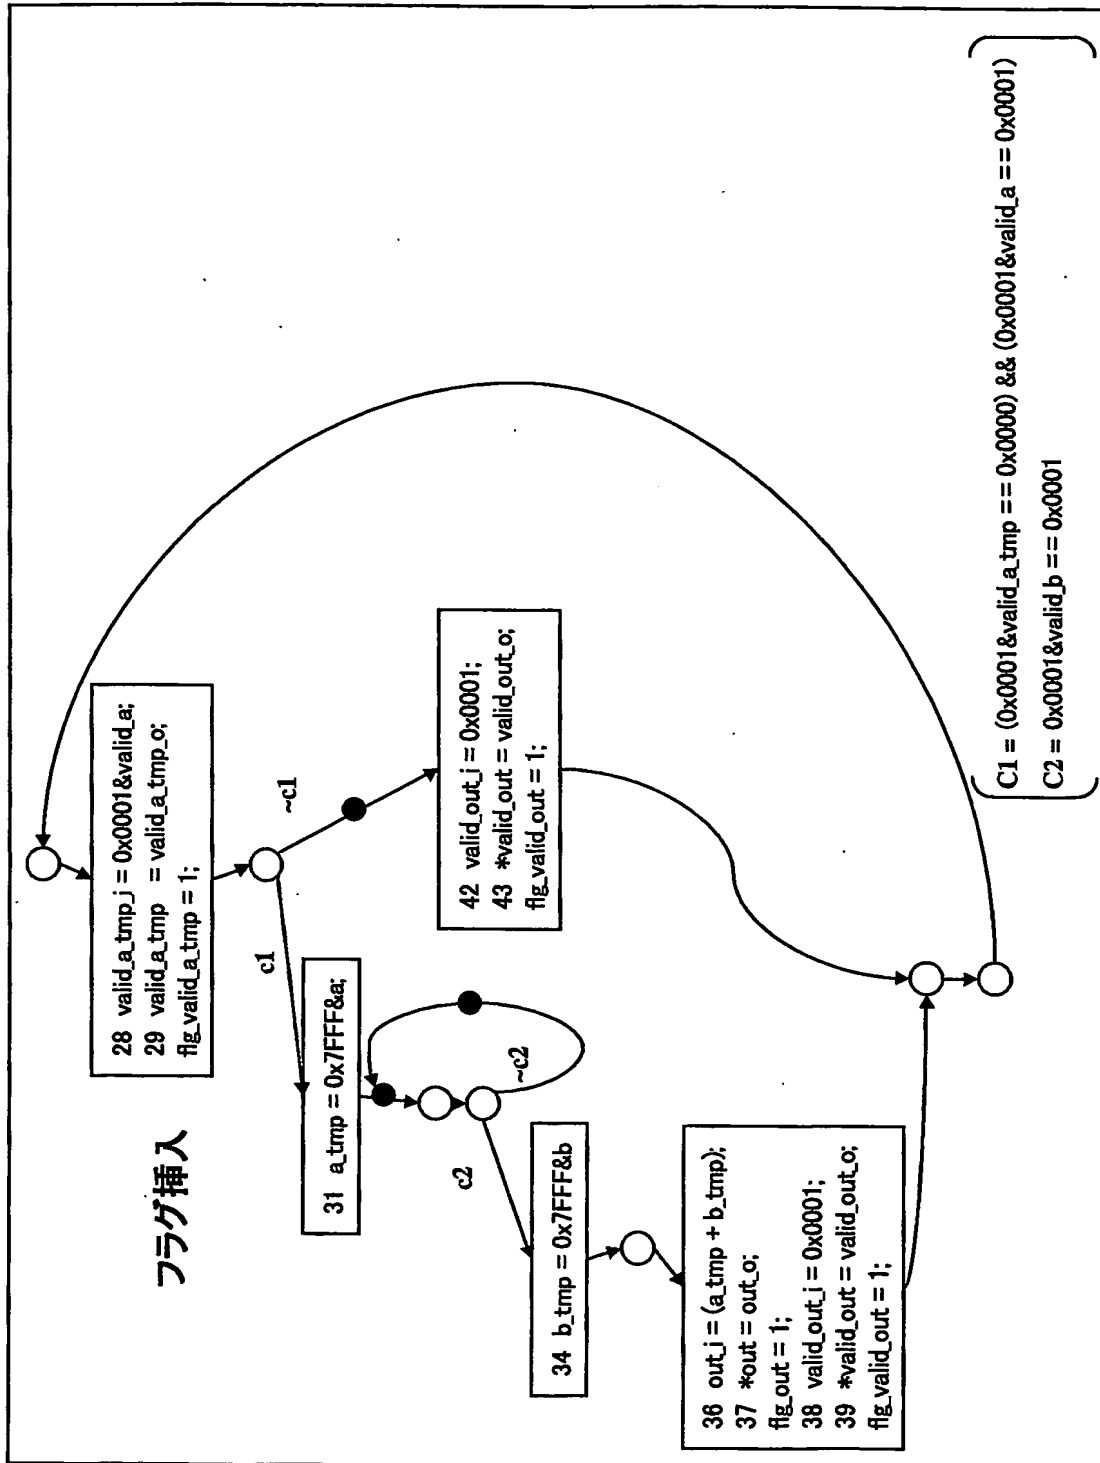 フラグ挿入
28 valid_a_tmp_i = 0x0001&valid_a;
29 valid_a_tmp = valid_a_tmp_o;
flg_valid_a_tmp = 1;
c1
~c1
31 a_tmp = 0x7FFF&a;
42 valid_out_i = 0x0001;
43 *valid_out = valid_out_o;
flg_valid_out = 1;
c2
~c2
34 b_tmp = 0x7FFF&b
36 out_i = (a_tmp + b_tmp);
37 *out = out_o;
flg_out = 1;
38 valid_out_i = 0x0001;
39 *valid_out = valid_out_o;
flg_valid_out = 1;
C1 = (0x0001&valid_a_tmp == 0x0000) && (0x0001&valid_a == 0x0001)
C2 = 0x0001&valid_b == 0x0001